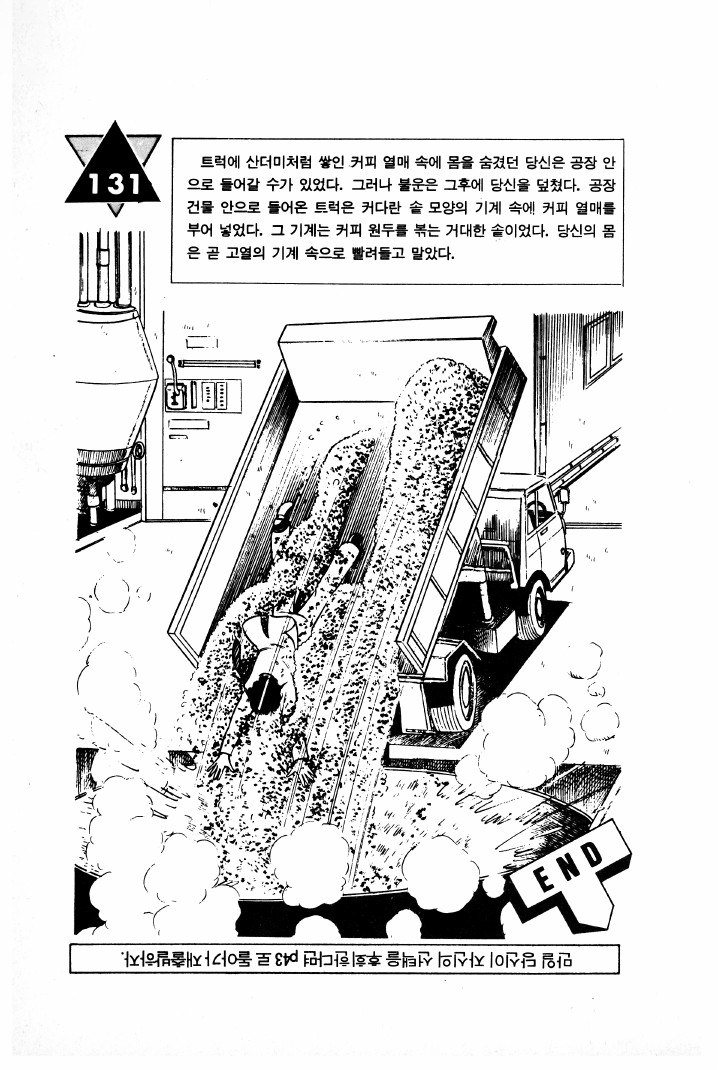 131
트럭에 산더미처럼 쌓인 커피 열매 속에 몸을 숨겼던 당신은 공장 안
으로 들어갈 수가 있었다. 그러나 불운은 그후에 당신을 덮쳤다. 공장
건물 안으로 들어온 트럭은 커다란 솥 모양의 기계 속에 커피 열매를
부어 넣었다. 그 기계는 커피 원두를 볶는 거대한 솥이었다. 당신의 몸
은 곧 고열의 기계 속으로 빨려들고 말았다.
END
만일 당신이 자신의 선택을 후회한다면 p43 로 돌아가 재출발하자.